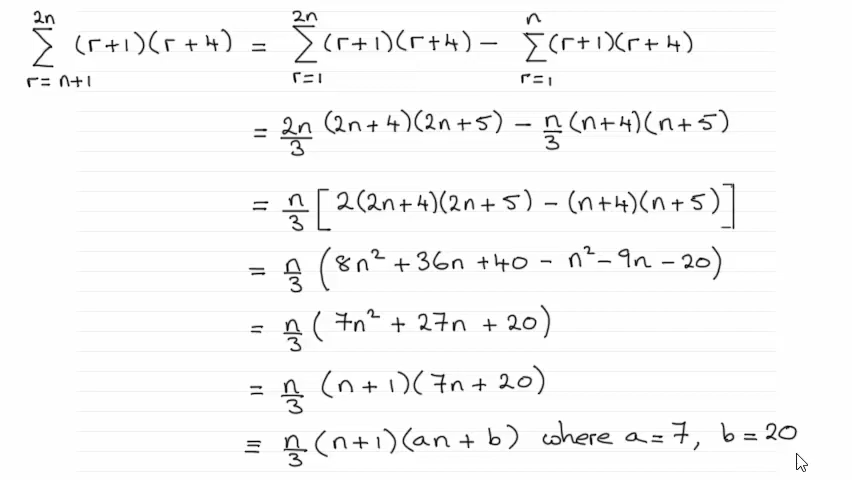 2n∑r=n+1 (r+1)(r+4) = 2n∑r=1 (r+1)(r+4) − n∑r=1 (r+1)(r+4)
= 2n/3 (2n+4)(2n+5) − n/3 (n+4)(n+5)
= n/3 [2(2n+4)(2n+5) − (n+4)(n+5)]
= n/3 (8n² + 36n + 40 − n² − 9n − 20)
= n/3 (7n² + 27n + 20)
= n/3 (n+1)(7n+20)
≡ n/3 (n+1)(an+b) where a=7, b=20